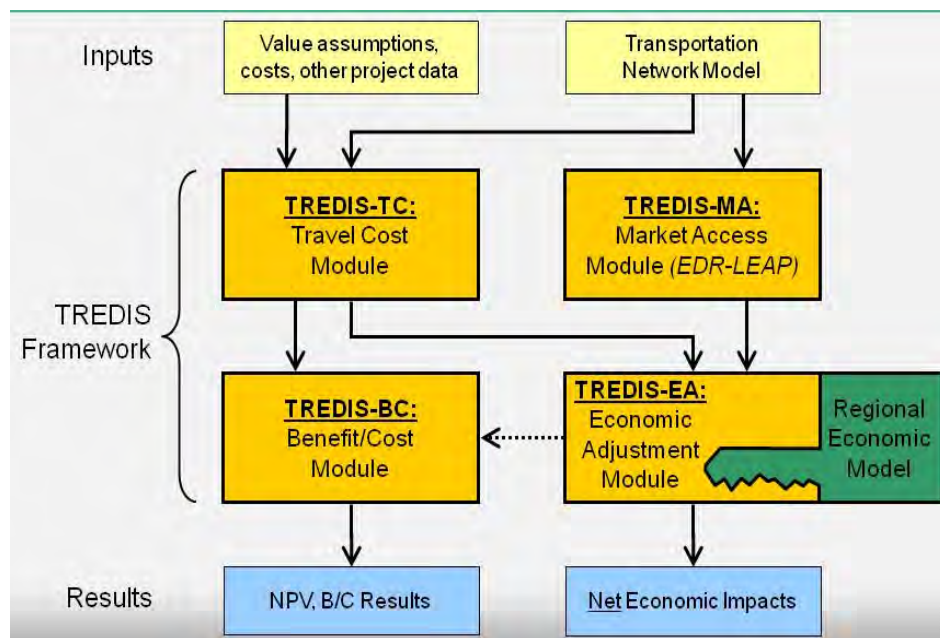 Inputs
Value assumptions,
costs, other project data
Transportation
Network Model
TREDIS
Framework
TREDIS-TC:
Travel Cost
Module
TREDIS-MA:
Market Access
Module (EDR-LEAP)
TREDIS-BC:
Benefit/Cost
Module
TREDIS-EA:
Economic
Adjustment
Module
Regional
Economic
Model
Results
NPV, B/C Results
Net Economic Impacts